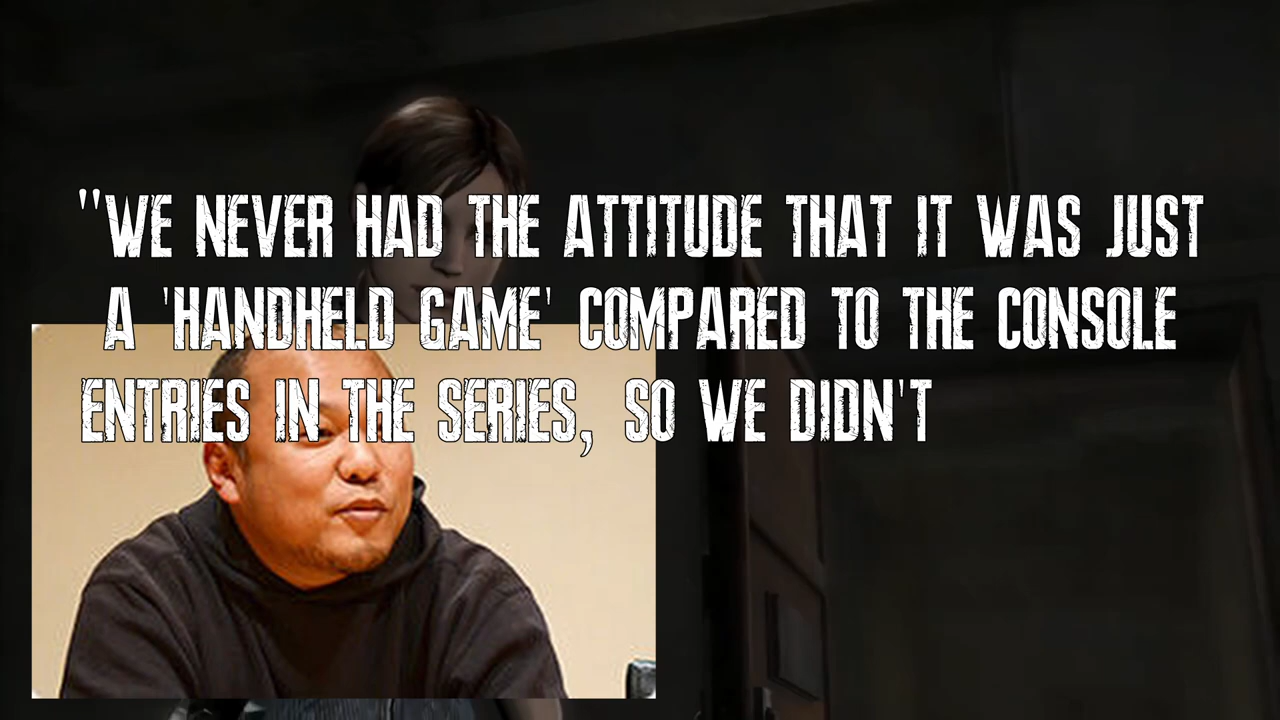 "WE NEVER HAD THE ATTITUDE THAT IT WAS JUST
A 'HANDHELD GAME' COMPARED TO THE CONSOLE
ENTRIES IN THE SERIES, SO WE DIDN'T